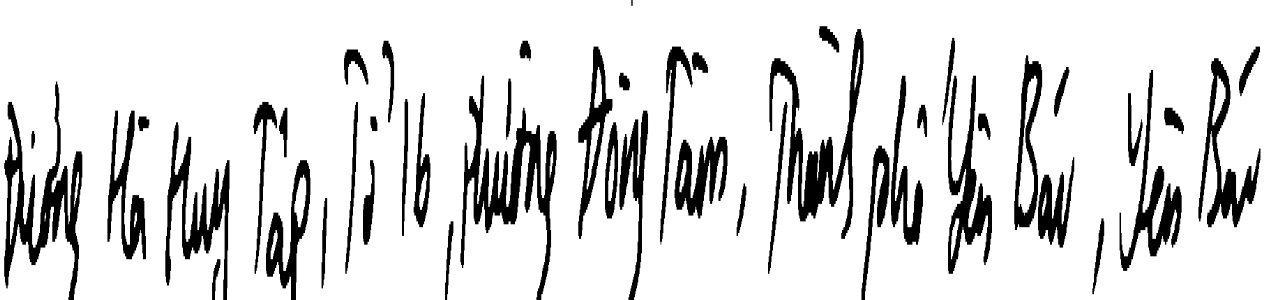 Đường Hà Huy Tập, Tổ 16, Phường Đồng Tâm, Thành phố Yên Bái, Yên Bái